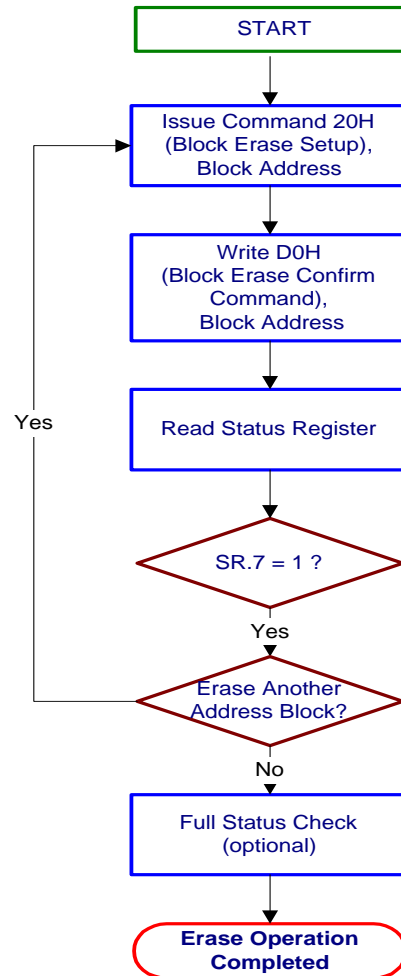 START
Issue Command 20H
(Block Erase Setup),
Block Address
Write D0H
(Block Erase Confirm
Command),
Block Address
Read Status Register
Yes
SR.7 = 1 ?
Yes
Erase Another
Address Block?
No
Full Status Check
(optional)
Erase Operation
Completed